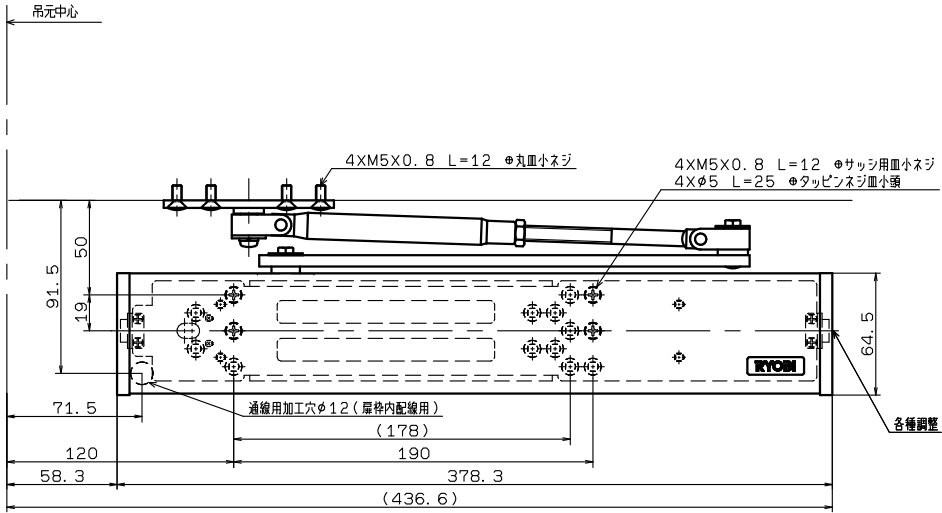 吊元中心
4XM5X0.8 L=12 ⊕丸皿小ネジ
4XM5X0.8 L=12 ⊕サッシ用皿小ネジ
4Xφ5 L=25 ⊕タッピンネジ皿小頭
50
91.5
19
64.5
RYOBI
71.5
通線用加工穴φ12(扉枠内配線用)
各種調整
(178)
120
190
58.3
378.3
(436.6)